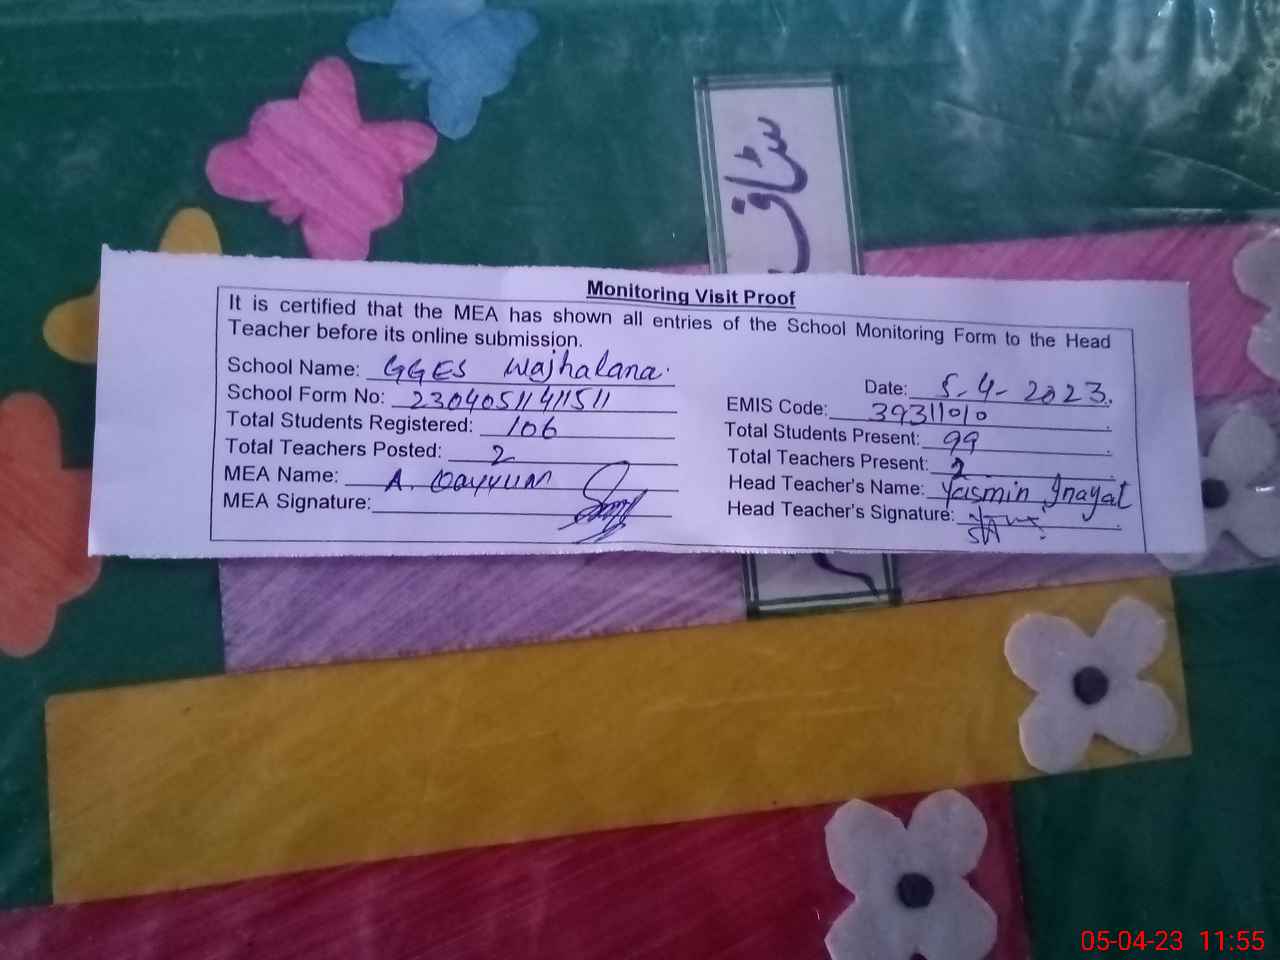 سٹاف
Monitoring Visit Proof
It is certified that the MEA has shown all entries of the School Monitoring Form to the Head
Teacher before its online submission.
School Name: GGES Wajhalana.
Date: 5-4-2023.
School Form No: 2304051141511
EMIS Code: 39311010
Total Students Registered: 106
Total Students Present: 99
Total Teachers Posted: 2
Total Teachers Present: 2
MEA Name: A. Qayyum
Head Teacher's Name: Yasmin Inayat
MEA Signature:
Head Teacher's Signature:
05-04-23 11:55